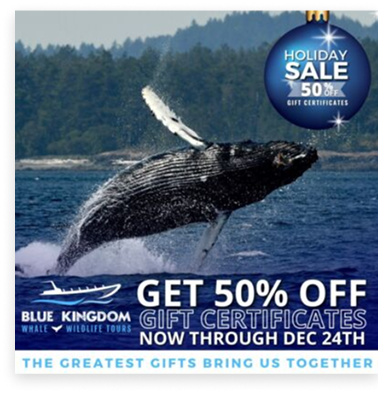 HOLIDAY
SALE
50% OFF
GIFT CERTIFICATES
BLUE KINGDOM
WHALE WILDLIFE TOURS
GET 50% OFF
GIFT CERTIFICATES
NOW THROUGH DEC 24TH
THE GREATEST GIFTS BRING US TOGETHER